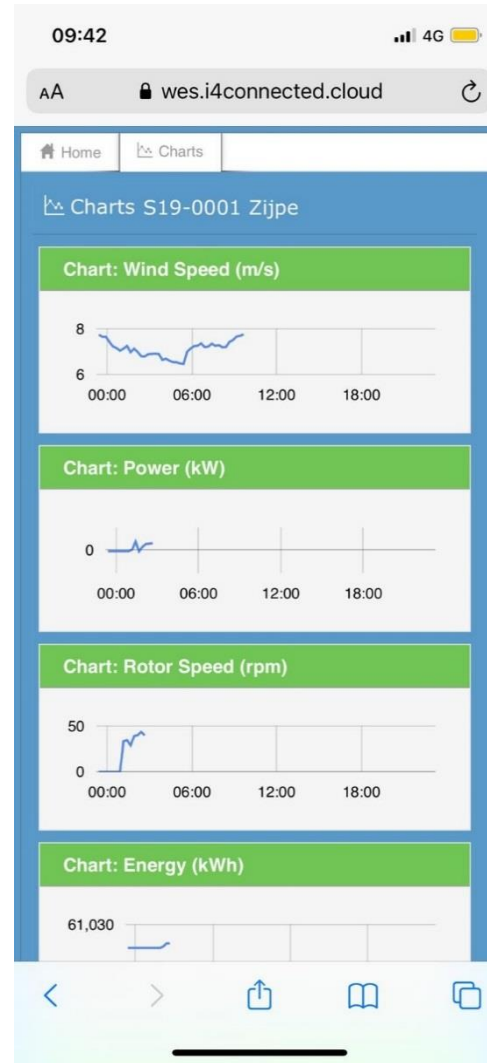 09:42
4G
AA wes.i4connected.cloud
Home Charts
Charts S19-0001 Zijpe
Chart: Wind Speed (m/s)
8
6
00:00 06:00 12:00 18:00
Chart: Power (kW)
0
00:00 06:00 12:00 18:00
Chart: Rotor Speed (rpm)
50
0
00:00 06:00 12:00 18:00
Chart: Energy (kWh)
61,030